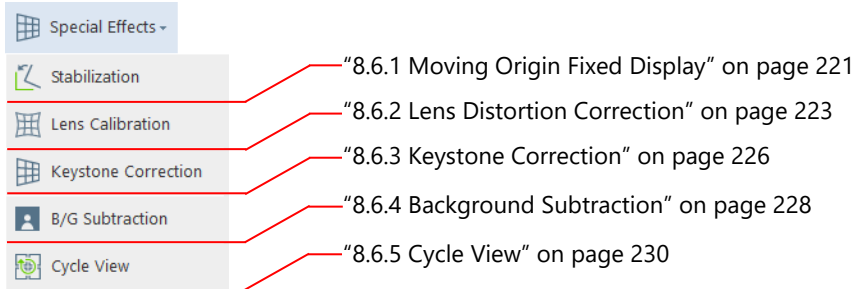 Special Effects
Stabilization
“8.6.1 Moving Origin Fixed Display” on page 221
Lens Calibration
“8.6.2 Lens Distortion Correction” on page 223
Keystone Correction
“8.6.3 Keystone Correction” on page 226
B/G Subtraction
“8.6.4 Background Subtraction” on page 228
Cycle View
“8.6.5 Cycle View” on page 230